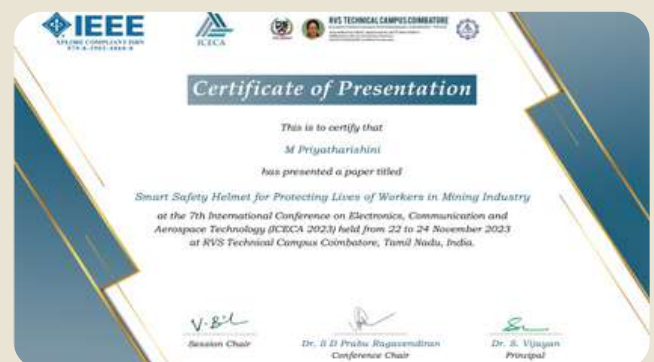 IEEE
XPLORE COMPLIANT ISBN
ICECA
RVS TECHNICAL CAMPUS COIMBATORE
Certificate of Presentation
This is to certify that
M Priyatharishini
has presented a paper titled
Smart Safety Helmet for Protecting Lives of Workers in Mining Industry
at the 7th International Conference on Electronics, Communication and
Aerospace Technology (ICECA 2023) held from 22 to 24 November 2023
at RVS Technical Campus Coimbatore, Tamil Nadu, India.
Session Chair
Dr. S D Prabu Ragavendiran
Conference Chair
Dr. S. Vijayan
Principal